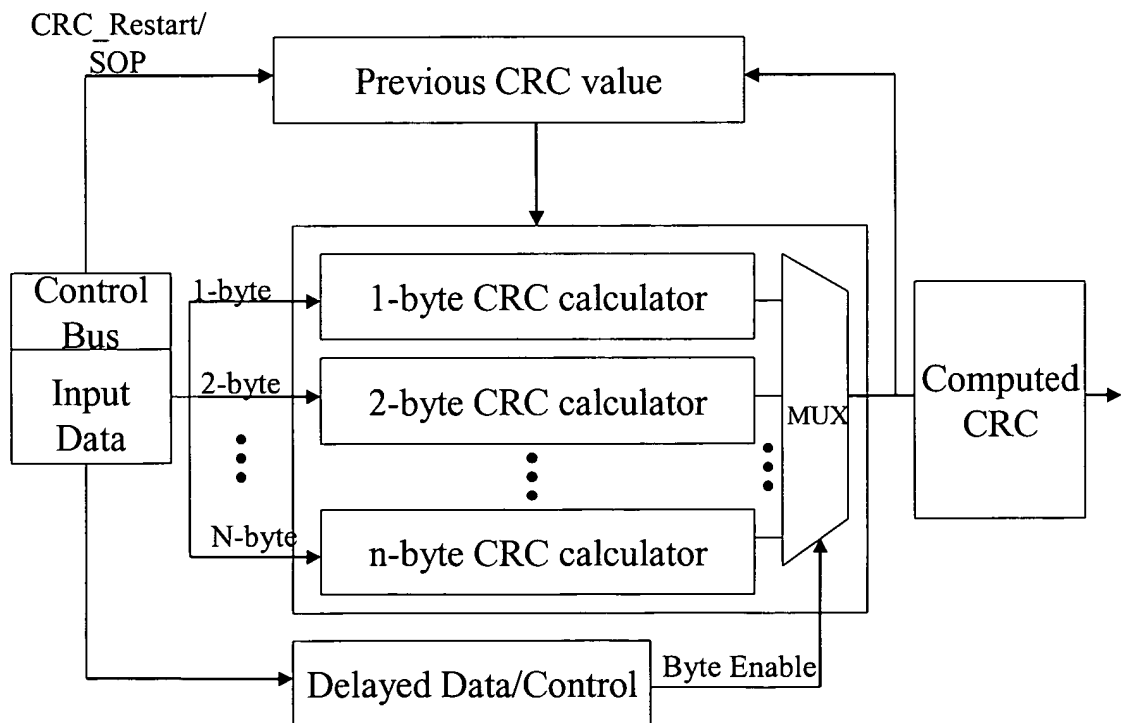 CRC_Restart/
SOP
Previous CRC value
Control
Bus
Input
Data
1-byte
1-byte CRC calculator
2-byte
2-byte CRC calculator
MUX
N-byte
n-byte CRC calculator
Computed
CRC
Delayed Data/Control
Byte Enable